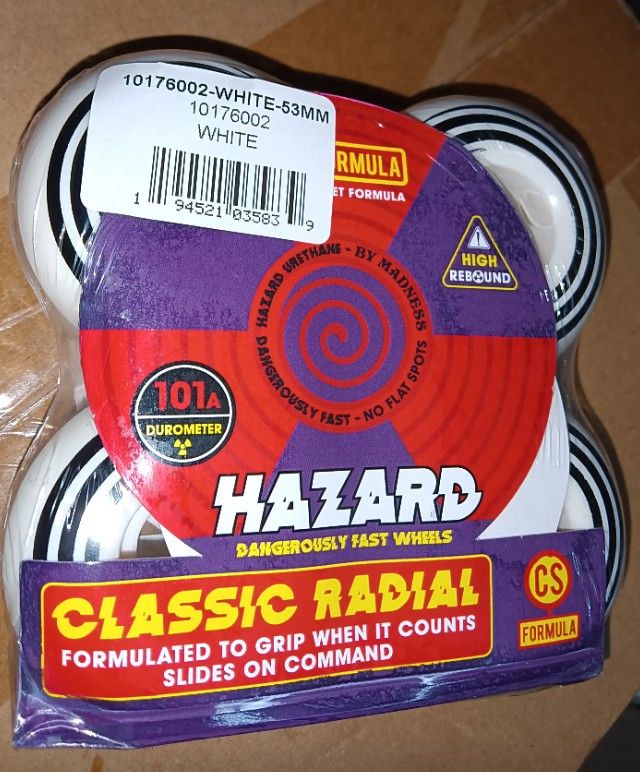 10176002-WHITE-53MM
10176002
WHITE
1 94521 03583 9
RMULA
ET FORMULA
HIGH
REBOUND
HAZARD URETHANE - BY MADNESS
DANGEROUSLY FAST - NO FLAT SPOTS
101A
DUROMETER
HAZARD
DANGEROUSLY FAST WHEELS
CLASSIC RADIAL
FORMULATED TO GRIP WHEN IT COUNTS
SLIDES ON COMMAND
CS
FORMULA